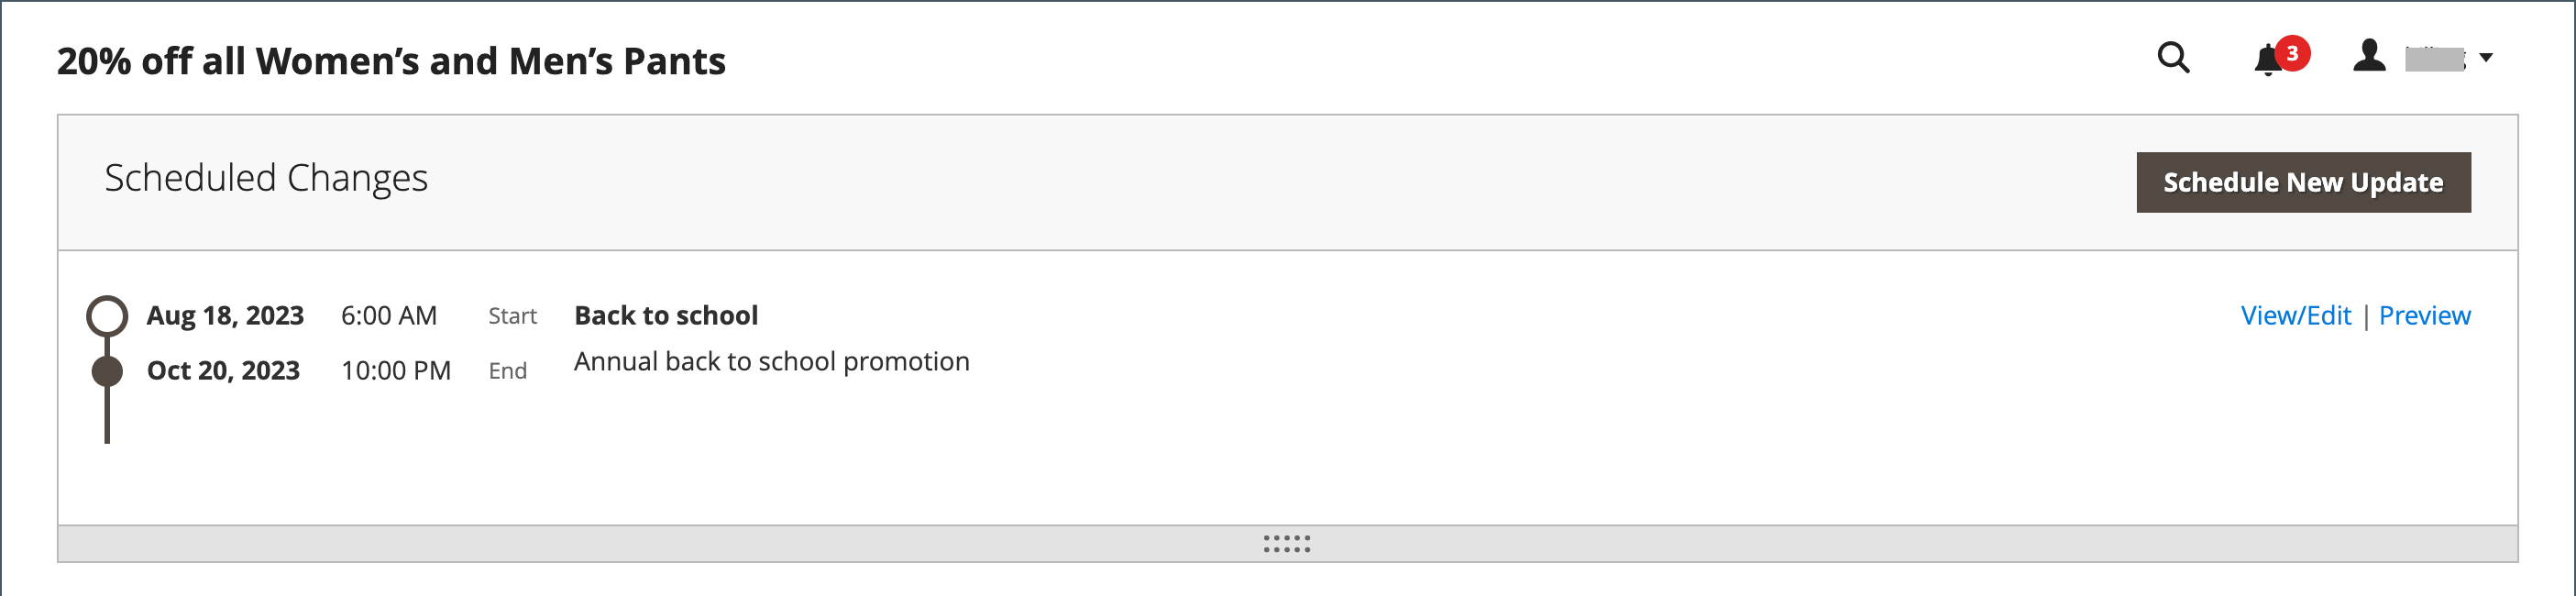 20% off all Women’s and Men’s Pants
3
Scheduled Changes
Schedule New Update
Aug 18, 2023 6:00 AM Start Back to school View/Edit | Preview
Oct 20, 2023 10:00 PM End Annual back to school promotion